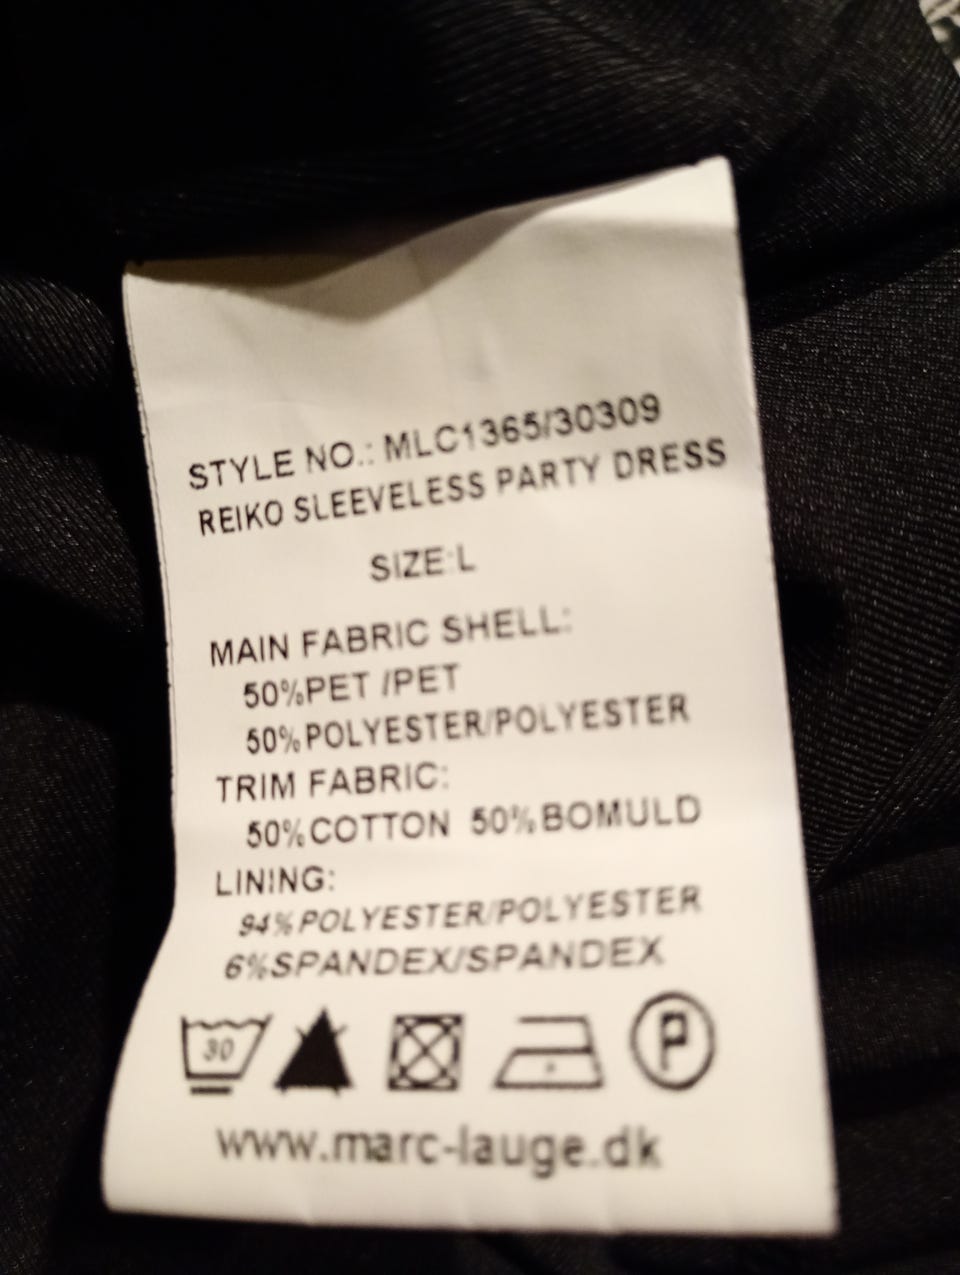 STYLE NO.: MLC1365/30309
REIKO SLEEVELESS PARTY DRESS
SIZE:L
MAIN FABRIC SHELL:
50%PET /PET
50%POLYESTER/POLYESTER
TRIM FABRIC:
50%COTTON 50%BOMULD
LINING:
94%POLYESTER/POLYESTER
6%SPANDEX/SPANDEX
30 P
www.marc-lauge.dk